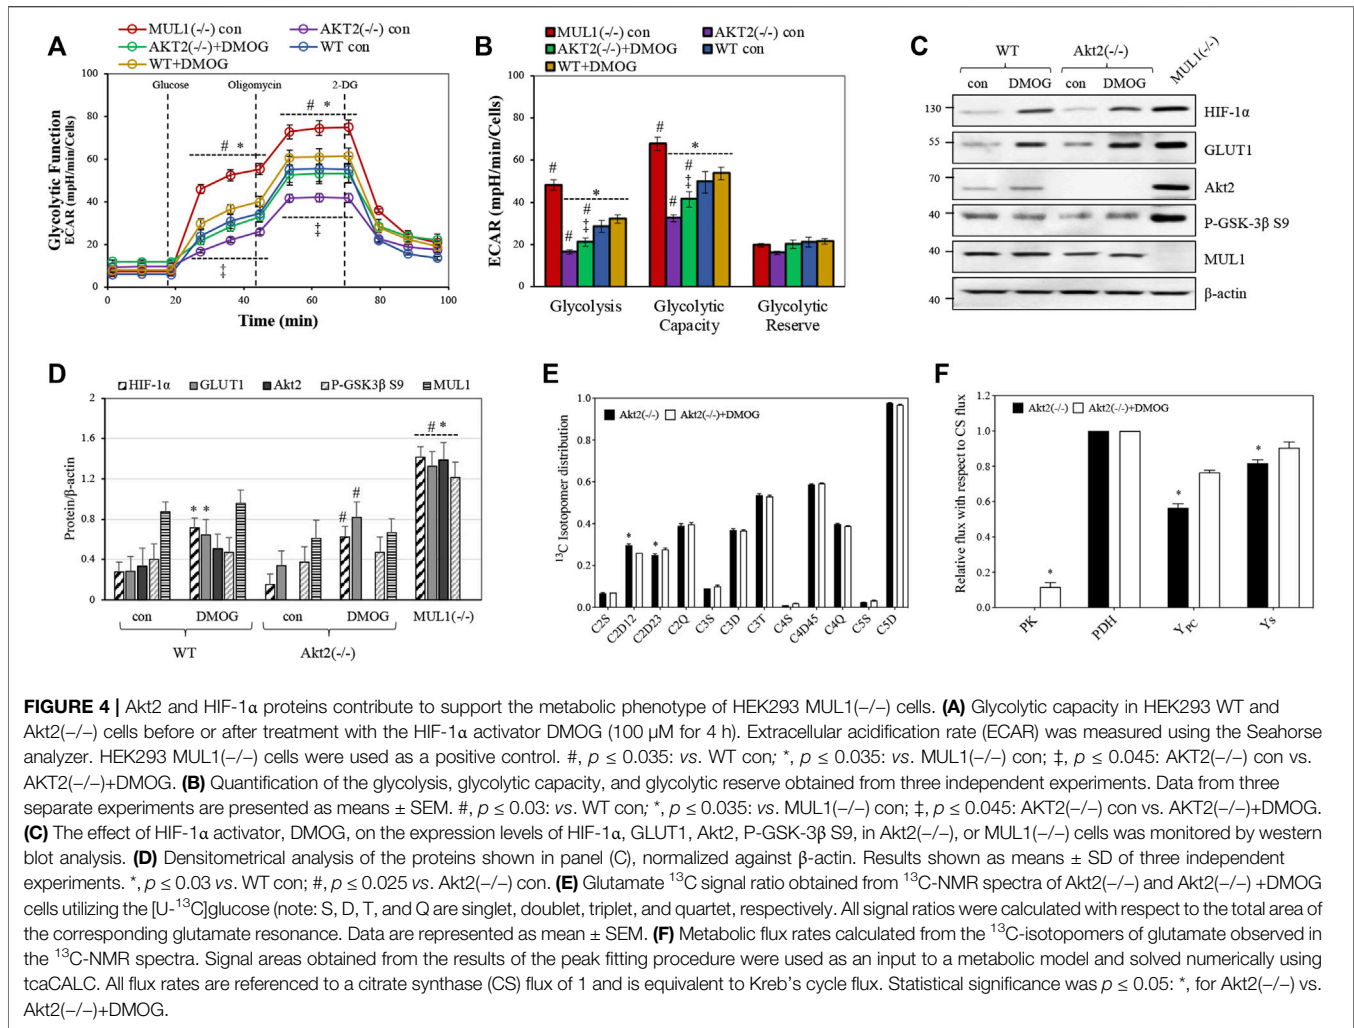 A
MUL1(-/-) con
AKT2(-/-) con
AKT2(-/-)+DMOG
WT con
WT+DMOG
Glycolytic Function
ECAR (mpH/min/Cells)
100
80
60
40
20
0
Glucose
Oligomycin
2-DG
# *
# *
‡
‡
0 20 40 60 80 100
Time (min)
B
MUL1(-/-) con
AKT2(-/-) con
AKT2(-/-)+DMOG
WT con
WT+DMOG
ECAR (mpH/min/Cells)
100
80
60
40
20
0
#
*
#
#
‡
#
*
#
#
‡
Glycolysis
Glycolytic Capacity
Glycolytic Reserve
C
WT
Akt2(-/-)
MUL1(-/-)
con DMOG con DMOG
130 HIF-1α
55 GLUT1
70 Akt2
40 P-GSK-3β S9
40 MUL1
40 β-actin
D
HIF-1α GLUT1 Akt2 P-GSK3β S9 MUL1
Protein/β-actin
2
1.6
1.2
0.8
0.4
0
* *
#
#
# *
con DMOG con DMOG MUL1(-/-)
WT Akt2(-/-)
E
Akt2(-/-) Akt2(-/-)+DMOG
¹³C Isotopomer distribution
1.0
0.8
0.6
0.4
0.2
0.0
*
*
C2S C2D12 C2D23 C2Q C3S C3D C3T C4S C4D45 C4Q C5S C5D
F
Akt2(-/-) Akt2(-/-)+DMOG
Relative flux with respect to CS flux
1.2
1.0
0.8
0.6
0.4
0.2
0.0
*
*
*
PK PDH Y_PC Ys
FIGURE 4 | Akt2 and HIF-1α proteins contribute to support the metabolic phenotype of HEK293 MUL1(−/−) cells. (A) Glycolytic capacity in HEK293 WT and
Akt2(−/−) cells before or after treatment with the HIF-1α activator DMOG (100 µM for 4 h). Extracellular acidification rate (ECAR) was measured using the Seahorse
analyzer. HEK293 MUL1(−/−) cells were used as a positive control. #, p ≤ 0.035: vs. WT con; *, p ≤ 0.035: vs. MUL1(−/−) con; ‡, p ≤ 0.045: AKT2(−/−) con vs.
AKT2(−/−)+DMOG. (B) Quantification of the glycolysis, glycolytic capacity, and glycolytic reserve obtained from three independent experiments. Data from three
separate experiments are presented as means ± SEM. #, p ≤ 0.03: vs. WT con; *, p ≤ 0.035: vs. MUL1(−/−) con; ‡, p ≤ 0.045: AKT2(−/−) con vs. AKT2(−/−)+DMOG.
(C) The effect of HIF-1α activator, DMOG, on the expression levels of HIF-1α, GLUT1, Akt2, P-GSK-3β S9, in Akt2(−/−), or MUL1(−/−) cells was monitored by western
blot analysis. (D) Densitometrical analysis of the proteins shown in panel (C), normalized against β-actin. Results shown as means ± SD of three independent
experiments. *, p ≤ 0.03 vs. WT con; #, p ≤ 0.025 vs. Akt2(−/−) con. (E) Glutamate ¹³C signal ratio obtained from ¹³C-NMR spectra of Akt2(−/−) and Akt2(−/−) +DMOG
cells utilizing the [U-¹³C]glucose (note: S, D, T, and Q are singlet, doublet, triplet, and quartet, respectively. All signal ratios were calculated with respect to the total area of
the corresponding glutamate resonance. Data are represented as mean ± SEM. (F) Metabolic flux rates calculated from the ¹³C-isotopomers of glutamate observed in
the ¹³C-NMR spectra. Signal areas obtained from the results of the peak fitting procedure were used as an input to a metabolic model and solved numerically using
tcaCALC. All flux rates are referenced to a citrate synthase (CS) flux of 1 and is equivalent to Kreb’s cycle flux. Statistical significance was p ≤ 0.05: *, for Akt2(−/−) vs.
Akt2(−/−)+DMOG.